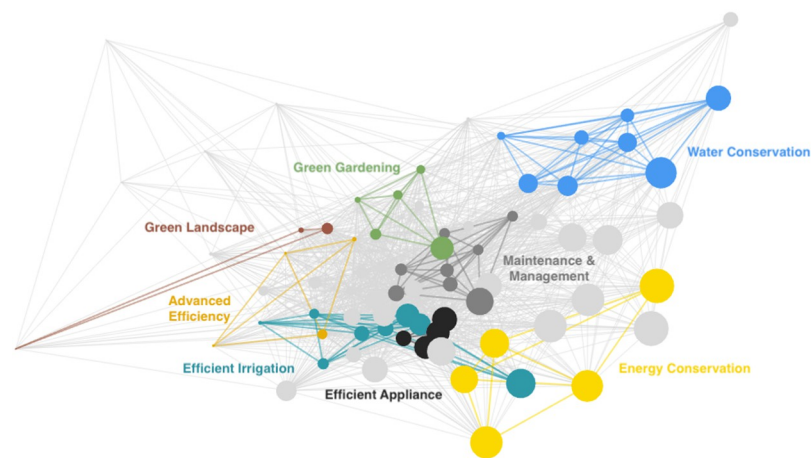 Water Conservation
Green Gardening
Green Landscape
Maintenance &
Management
Advanced
Efficiency
Efficient Irrigation
Energy Conservation
Efficient Appliance